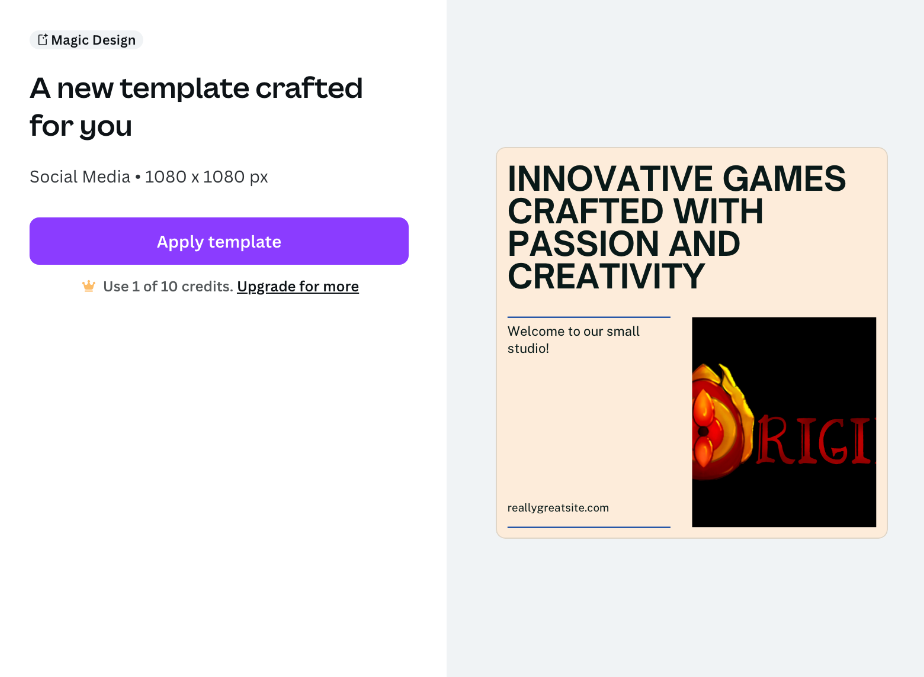 Magic Design
A new template crafted
for you
Social Media • 1080 x 1080 px
Apply template
Use 1 of 10 credits. Upgrade for more
INNOVATIVE GAMES
CRAFTED WITH
PASSION AND
CREATIVITY
Welcome to our small
studio!
reallygreatsite.com
RIGI